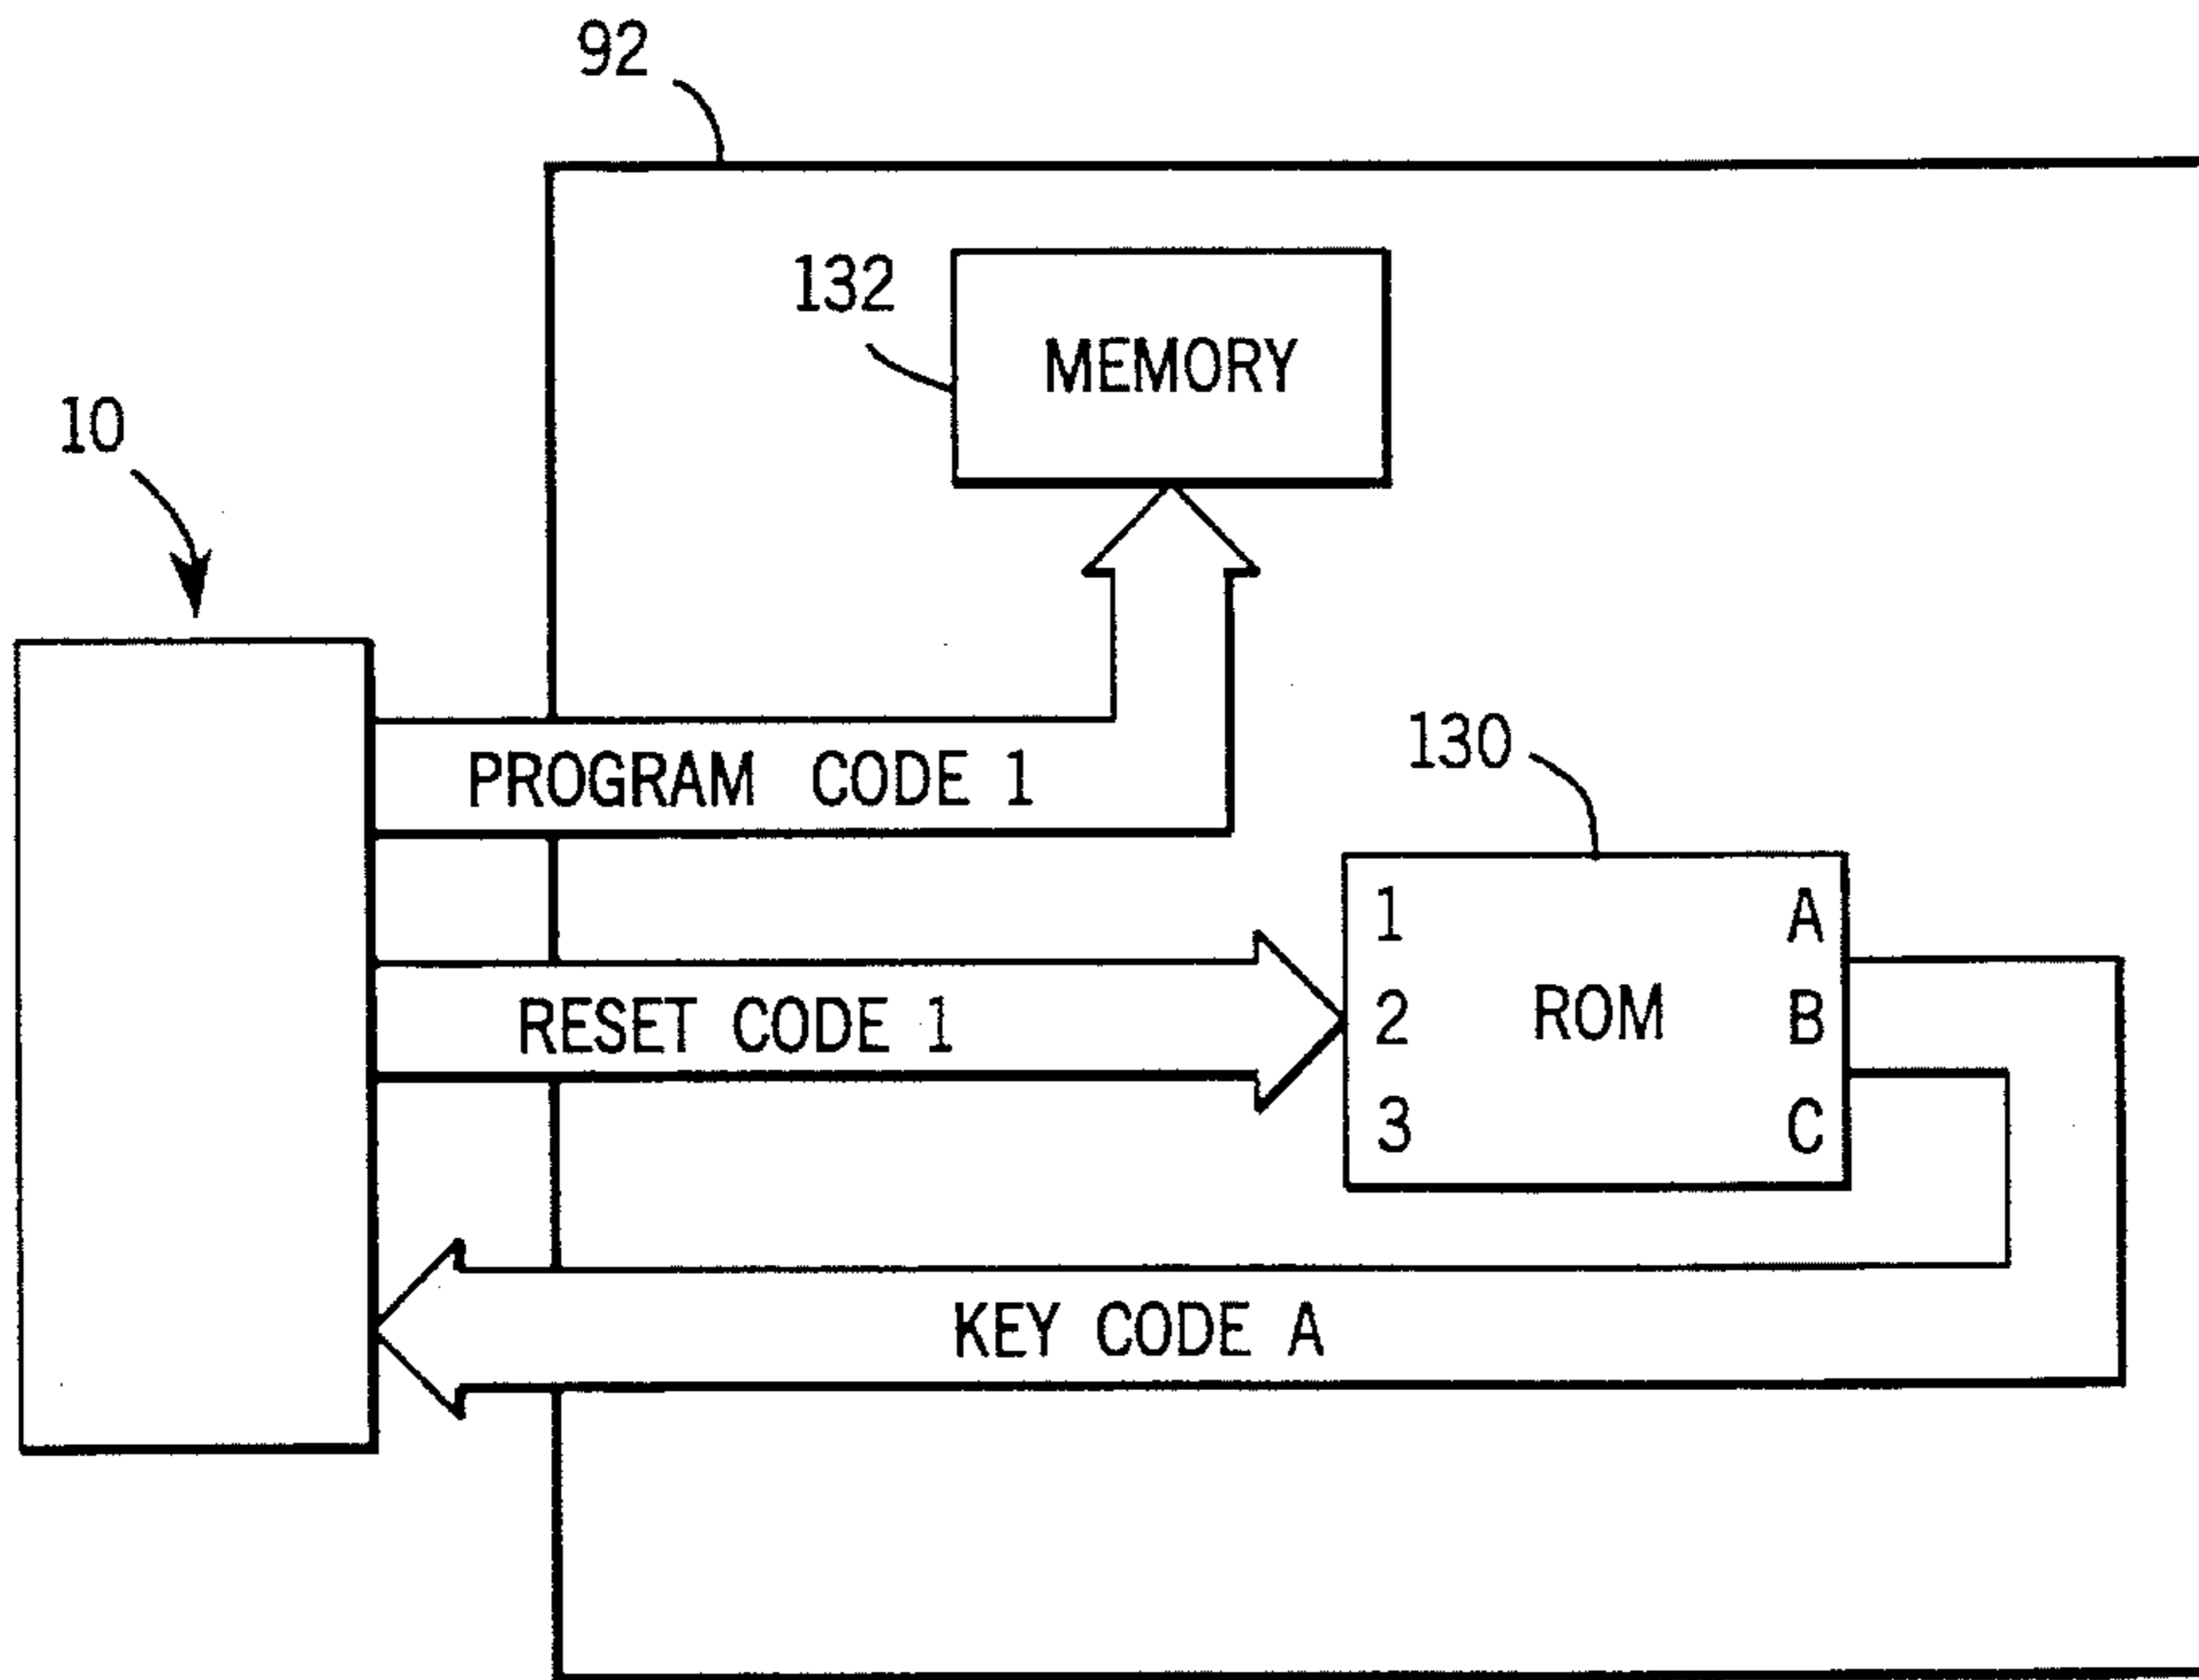 92
132
MEMORY
10
PROGRAM CODE 1
130
1 A
2 ROM B
3 C
RESET CODE 1
KEY CODE A